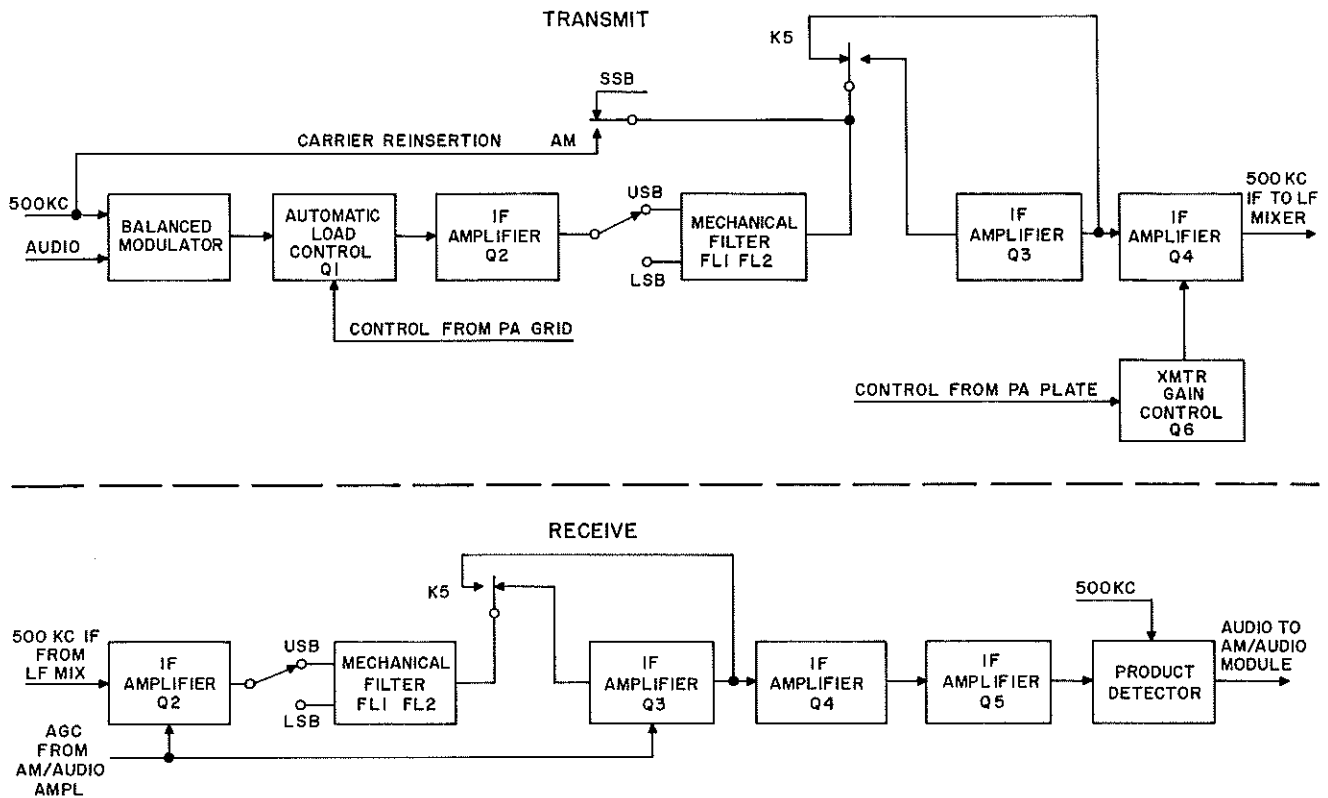 TRANSMIT
K5
SSB
CARRIER REINSERTION
AM
500KC
AUDIO
BALANCED
MODULATOR
AUTOMATIC
LOAD
CONTROL
Q1
IF
AMPLIFIER
Q2
USB
LSB
MECHANICAL
FILTER
FL1 FL2
IF
AMPLIFIER
Q3
IF
AMPLIFIER
Q4
500 KC
IF TO LF
MIXER
CONTROL FROM PA GRID
CONTROL FROM PA PLATE
XMTR
GAIN
CONTROL
Q6
RECEIVE
K5
500 KC IF
FROM
LF MIX
IF
AMPLIFIER
Q2
USB
LSB
MECHANICAL
FILTER
FL1 FL2
IF
AMPLIFIER
Q3
IF
AMPLIFIER
Q4
IF
AMPLIFIER
Q5
500KC
PRODUCT
DETECTOR
AUDIO TO
AM/AUDIO
MODULE
AGC
FROM
AM/AUDIO
AMPL